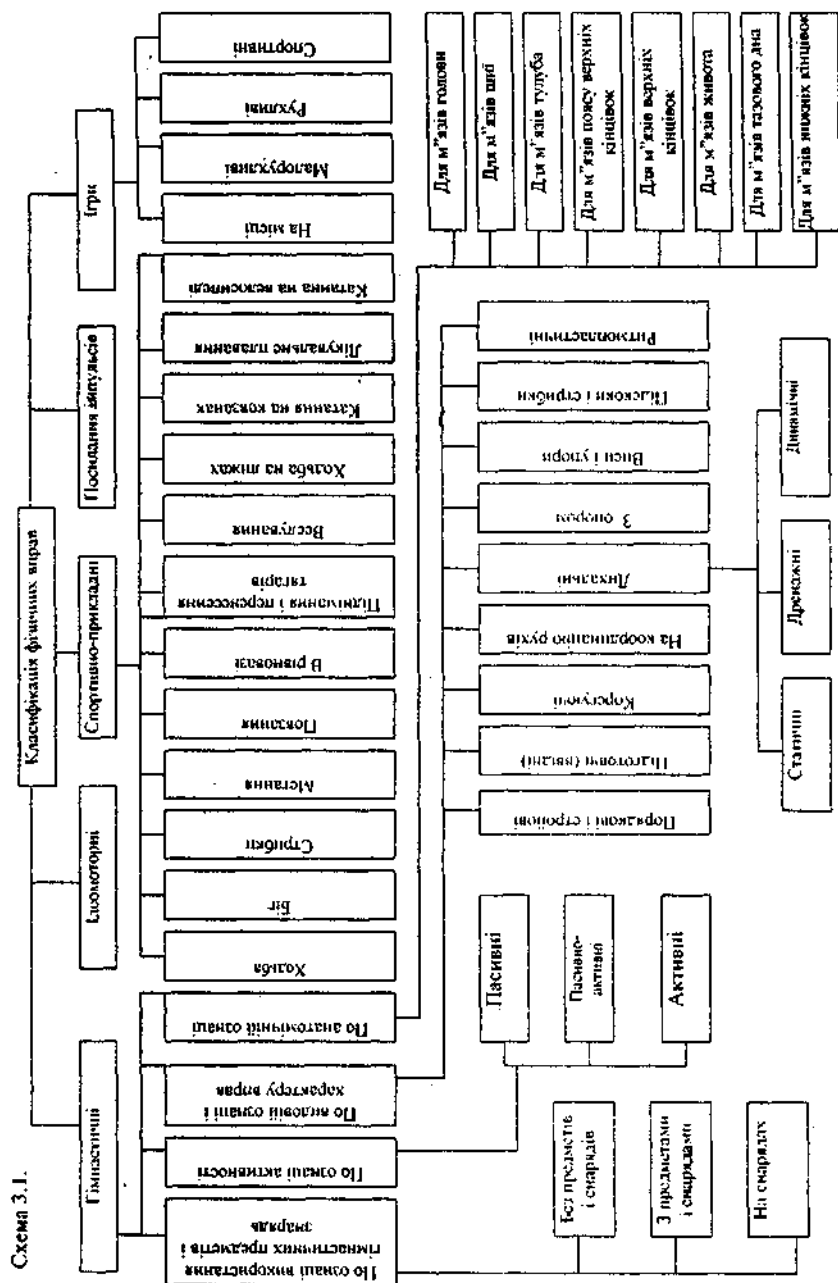 Схема 3.1.
Класифікація фізичних вправ
Гімнастичні
Ідеомоторні
Спортивно-прикладні
Посилання імпульсів
Ігри
По ознаці використання
гімнастичних предметів і
знарядь
По ознаці активності
По видовій ознаці і
характеру вправ
По анатомічній ознаці
Ходьба
Біг
Стрибки
Метання
Повзання
В рівновазі
Піднімання і перенесення
тягарів
Веслування
Ходьба на лижах
Катання на ковзанах
Лікувальне плавання
Катання на велосипеді
На місці
Малорухливі
Рухливі
Спортивні
Без предметів
і снарядів
З предметами
і снарядами
На снарядах
Пасивні
Пасивно-
активні
Активні
Порядкові і стройові
Підготовчі (ввідні)
Корегуючі
На координацію рухів
Дихальні
З опором
Виси і упори
Підскоки і стрибки
Ритмопластичні
Статичні
Дренажні
Динамічні
Для м"язів голови
Для м"язів шиї
Для м"язів тулуба
Для м"язів поясу верхніх
кінцівок
Для м"язів верхніх
кінцівок
Для м"язів живота
Для м"язів тазового дна
Для м"язів нижніх кінцівок